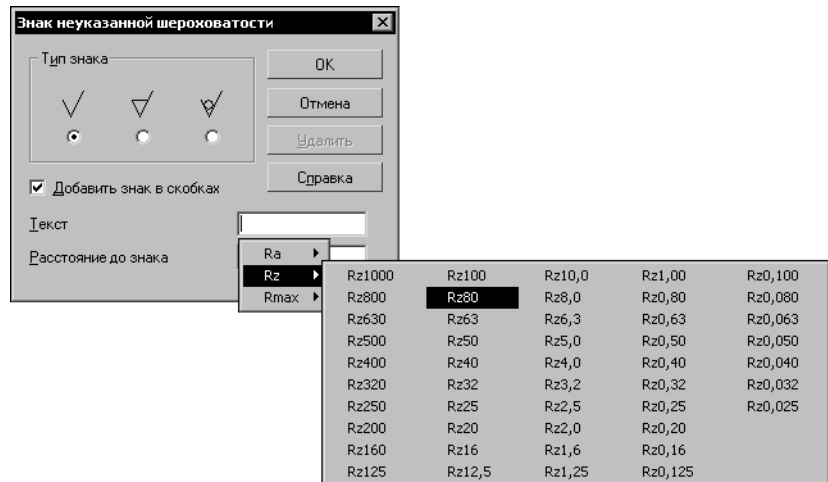 Знак неуказанной шероховатости
Тип знака
OK
Отмена
Удалить
Справка
Добавить знак в скобках
Текст
Расстояние до знака
Ra
Rz
Rmax
Rz1000 Rz100 Rz10,0 Rz1,00 Rz0,100
Rz800 Rz80 Rz8,0 Rz0,80 Rz0,080
Rz630 Rz63 Rz6,3 Rz0,63 Rz0,063
Rz500 Rz50 Rz5,0 Rz0,50 Rz0,050
Rz400 Rz40 Rz4,0 Rz0,40 Rz0,040
Rz320 Rz32 Rz3,2 Rz0,32 Rz0,032
Rz250 Rz25 Rz2,5 Rz0,25 Rz0,025
Rz200 Rz20 Rz2,0 Rz0,20
Rz160 Rz16 Rz1,6 Rz0,16
Rz125 Rz12,5 Rz1,25 Rz0,125